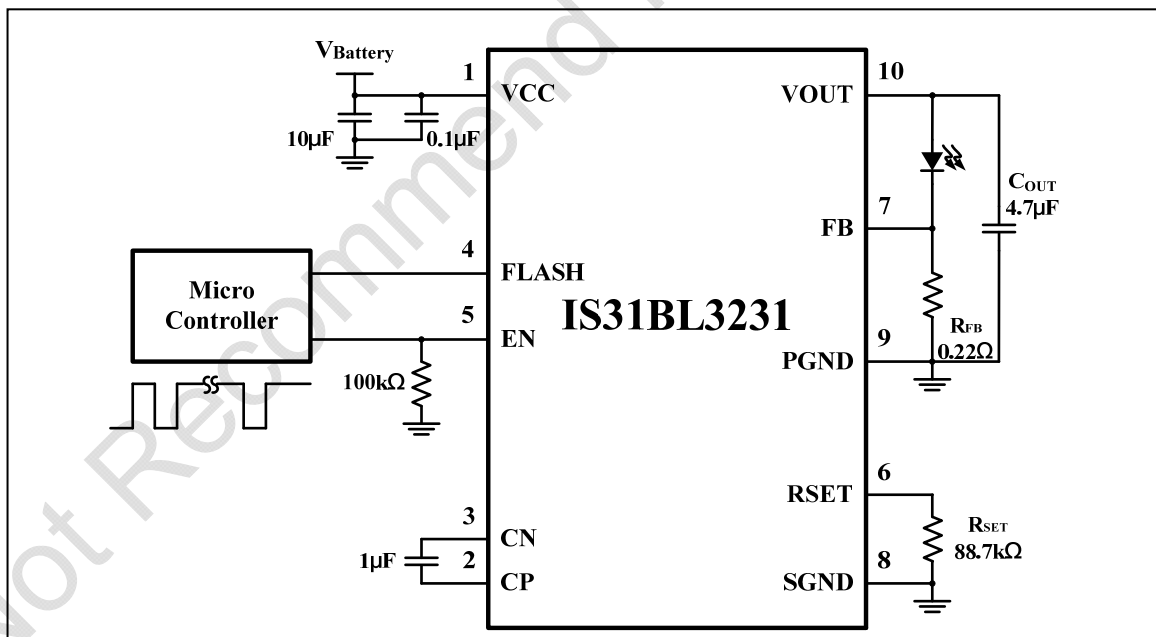 VBattery
1
VCC
10µF
0.1µF
Micro
Controller
4
FLASH
5
EN
100kΩ
3
CN
1µF
2
CP
IS31BL3231
10
VOUT
COUT
4.7µF
7
FB
RFB
0.22Ω
9
PGND
6
RSET
RSET
88.7kΩ
8
SGND
Not Recommend